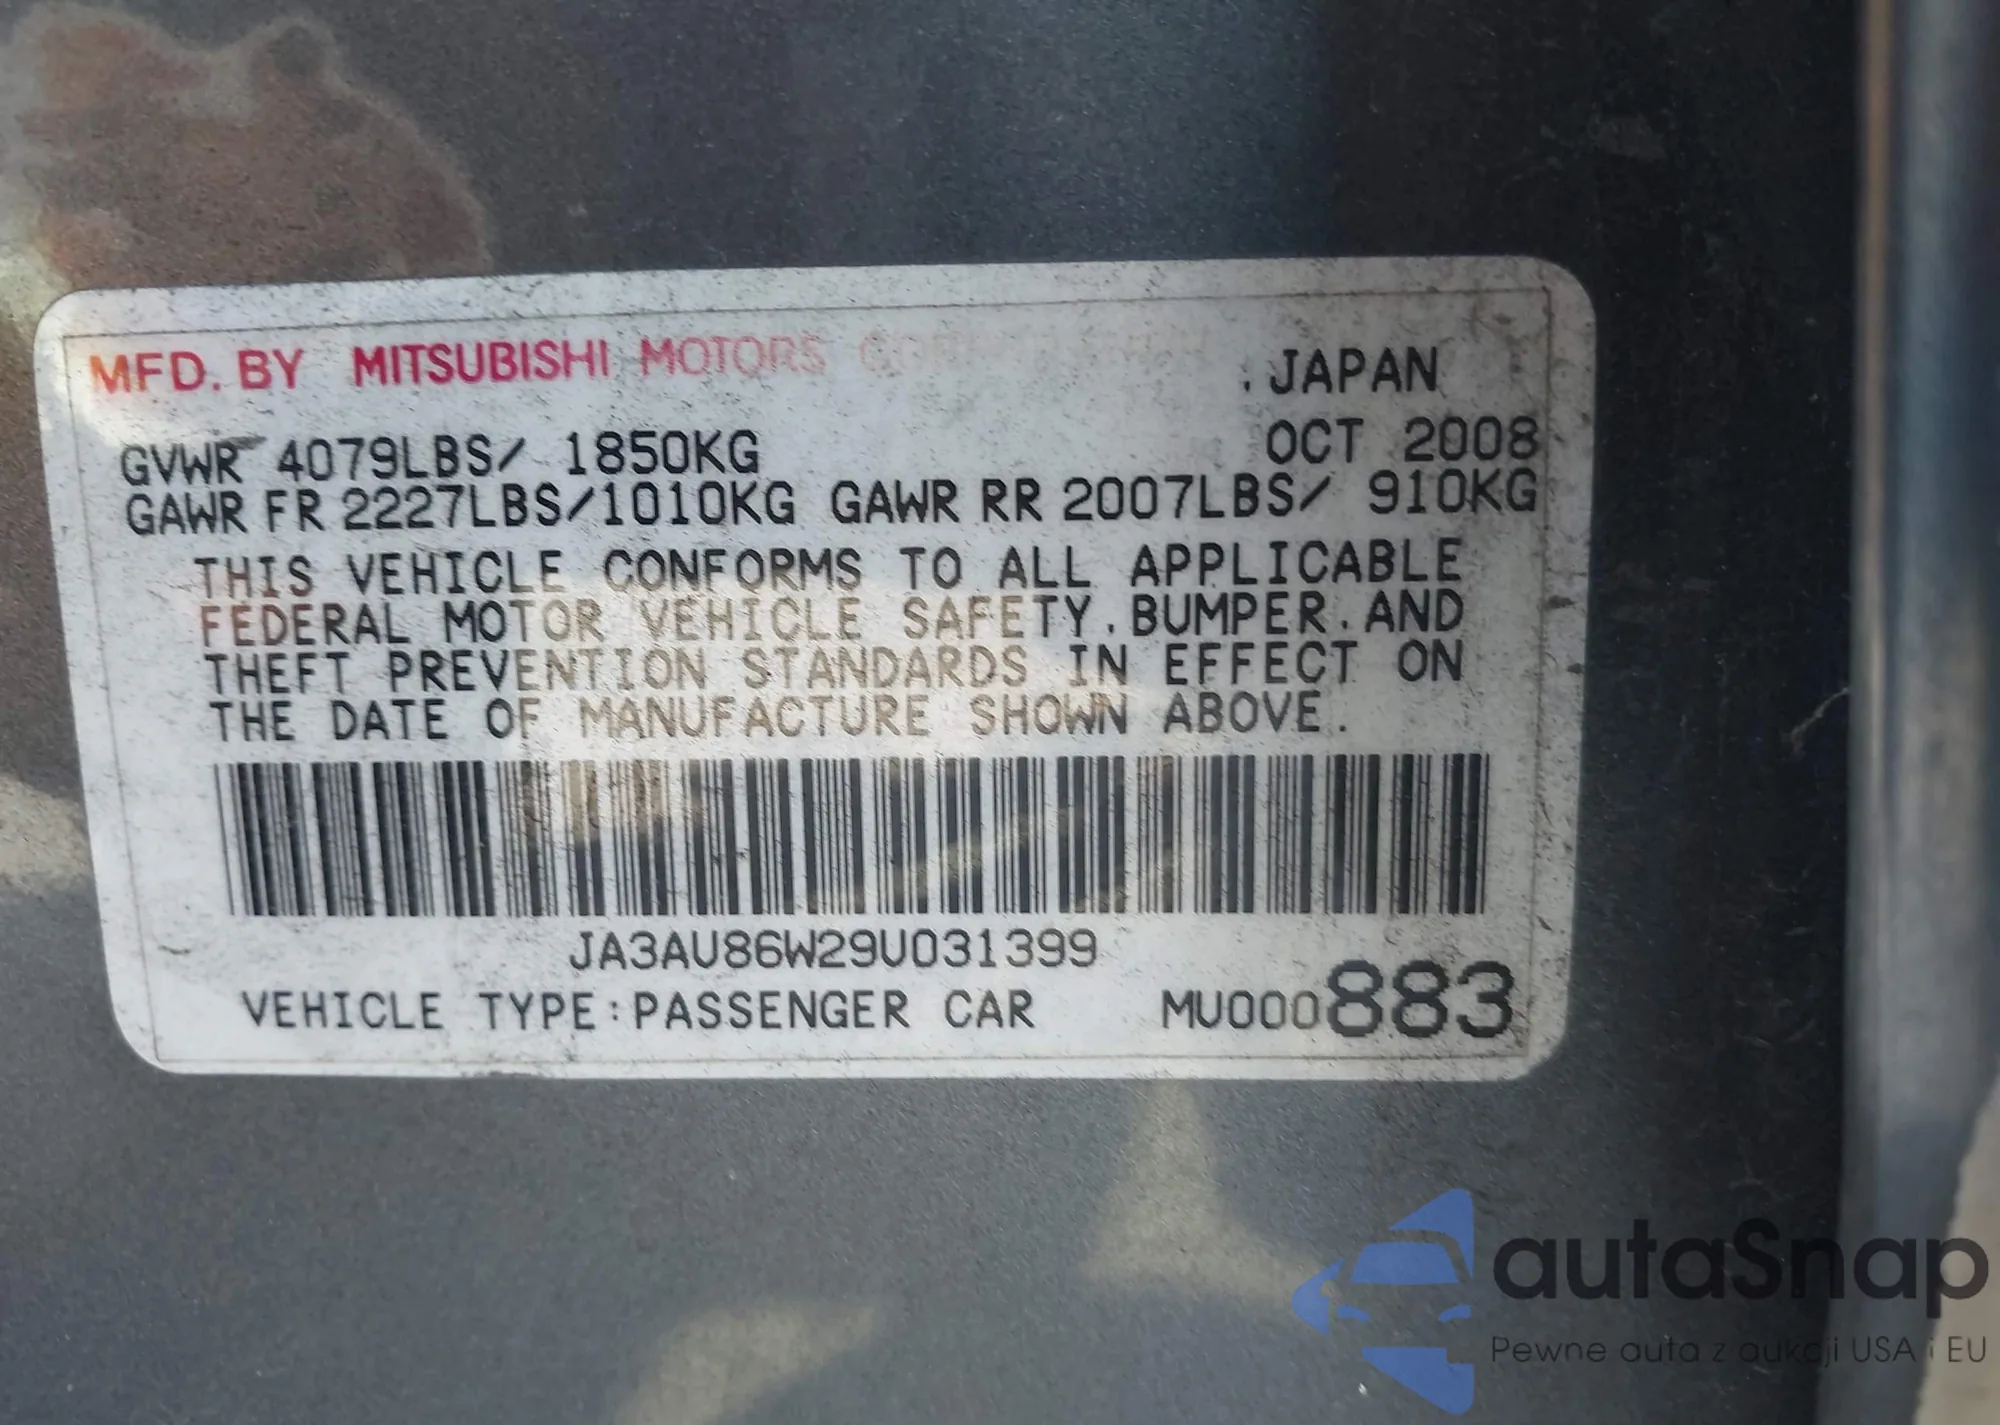 MFD. BY MITSUBISHI MOTORS . JAPAN
GVWR 4079LBS/ 1850KG OCT 2008
GAWR FR 2227LBS/1010KG GAWR RR 2007LBS/ 910KG
THIS VEHICLE CONFORMS TO ALL APPLICABLE
FEDERAL MOTOR VEHICLE SAFETY. BUMPER. AND
THEFT PREVENTION STANDARDS IN EFFECT ON
THE DATE OF MANUFACTURE SHOWN ABOVE.
JA3AU86W29U031399
VEHICLE TYPE:PASSENGER CAR MU000883
autaSnap
Pewne auta z aukcji USA i EU